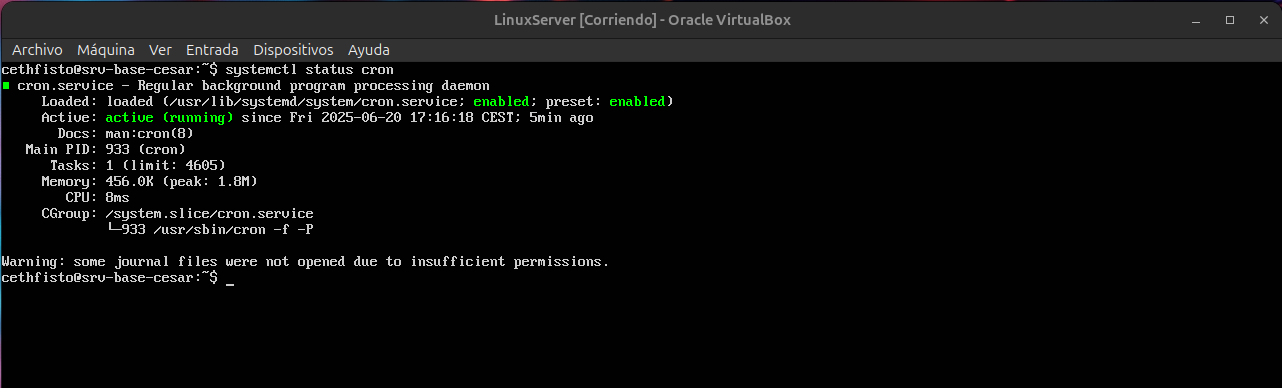 LinuxServer [Corriendo] - Oracle VirtualBox
Archivo Máquina Ver Entrada Dispositivos Ayuda
cethfisto@srv-base-cesar:~$ systemctl status cron
cron.service - Regular background program processing daemon
Loaded: loaded (/usr/lib/systemd/system/cron.service; enabled; preset: enabled)
Active: active (running) since Fri 2025-06-20 17:16:18 CEST; 5min ago
Docs: man:cron(8)
Main PID: 933 (cron)
Tasks: 1 (limit: 4605)
Memory: 456.0K (peak: 1.8M)
CPU: 8ms
CGroup: /system.slice/cron.service
└─933 /usr/sbin/cron -f -P
Warning: some journal files were not opened due to insufficient permissions.
cethfisto@srv-base-cesar:~$ _